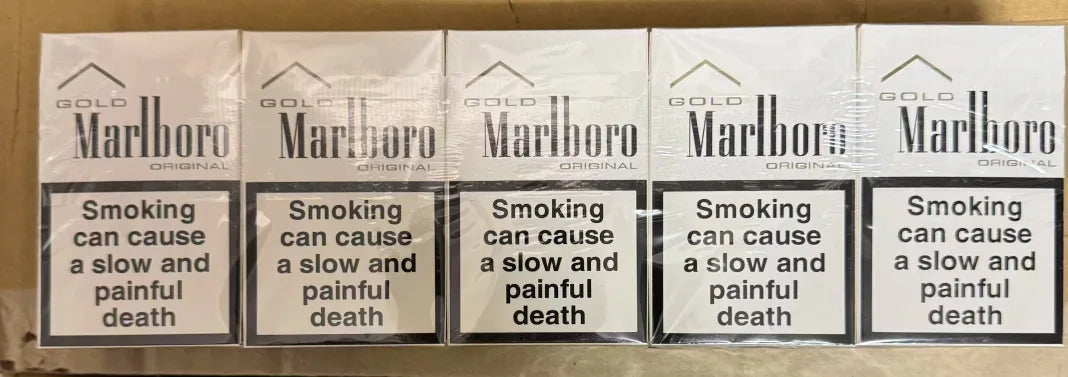 GOLD
Marlboro
ORIGINAL
Smoking
can cause
a slow and
painful
death
GOLD
Marlboro
ORIGINAL
Smoking
can cause
a slow and
painful
death
GOLD
Marlboro
ORIGINAL
Smoking
can cause
a slow and
painful
death
GOLD
Marlboro
ORIGINAL
Smoking
can cause
a slow and
painful
death
GOLD
Marlboro
ORIGINAL
Smoking
can cause
a slow and
painful
death